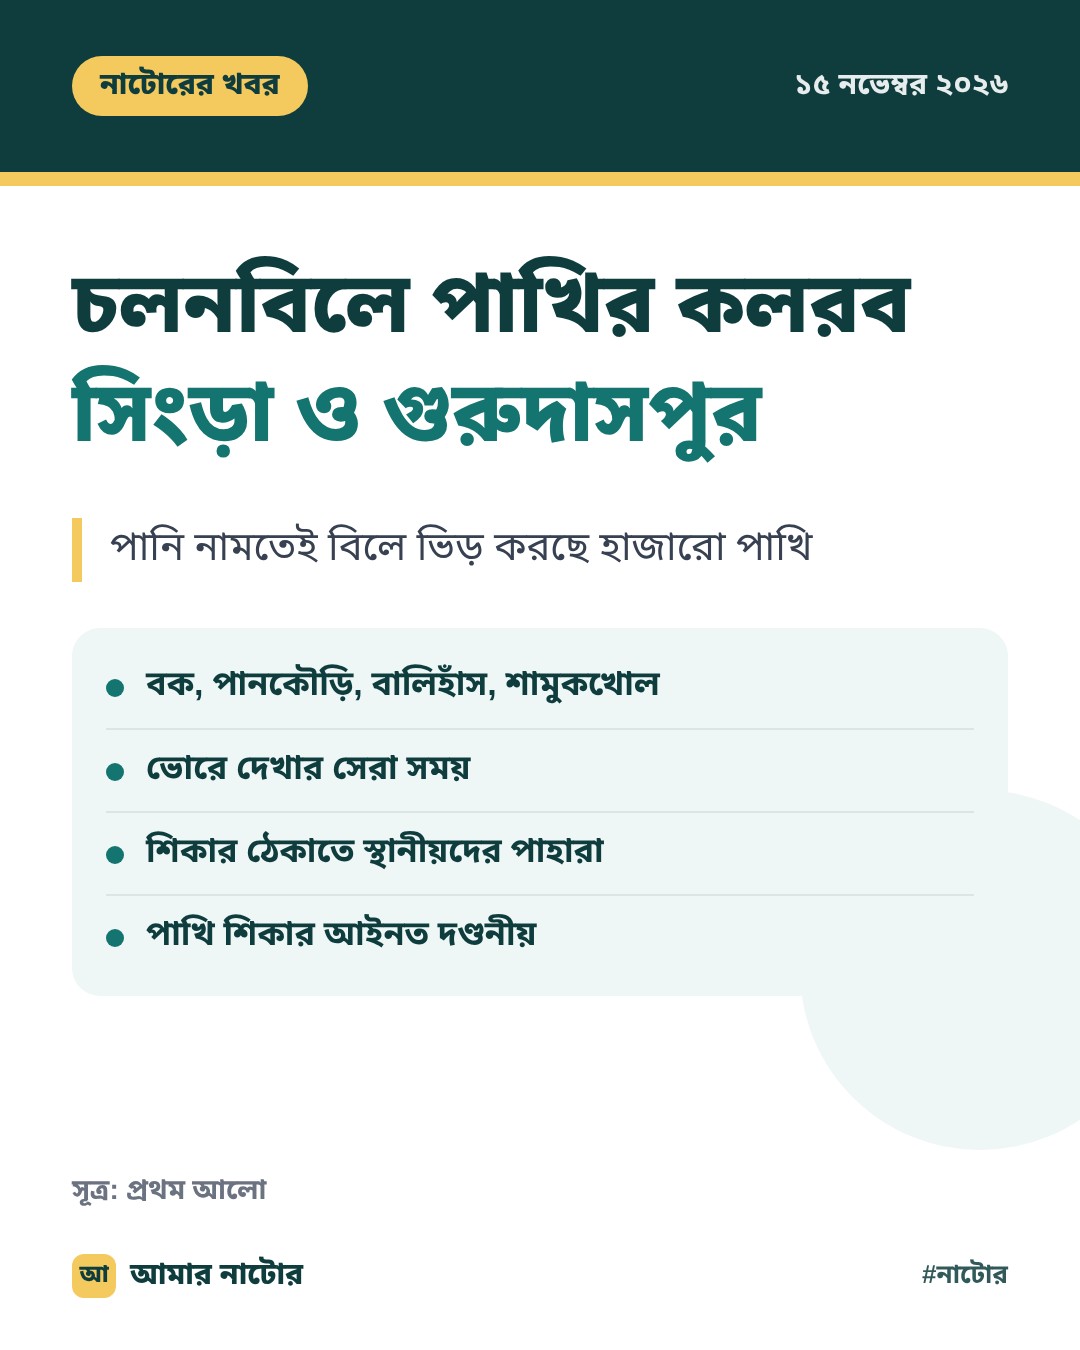 নাটোরের খবর
১৫ নভেম্বর ২০২৬
চলনবিলে পাখির কলরব
সিংড়া ও গুরুদাসপুর
পানি নামতেই বিলে ভিড় করছে হাজারো পাখি
বক, পানকৌড়ি, বালিহাঁস, শামুকখোল
ভোরে দেখার সেরা সময়
শিকার ঠেকাতে স্থানীয়দের পাহারা
পাখি শিকার আইনত দণ্ডনীয়
সূত্র: প্রথম আলো
আ আমার নাটোর
#নাটোর